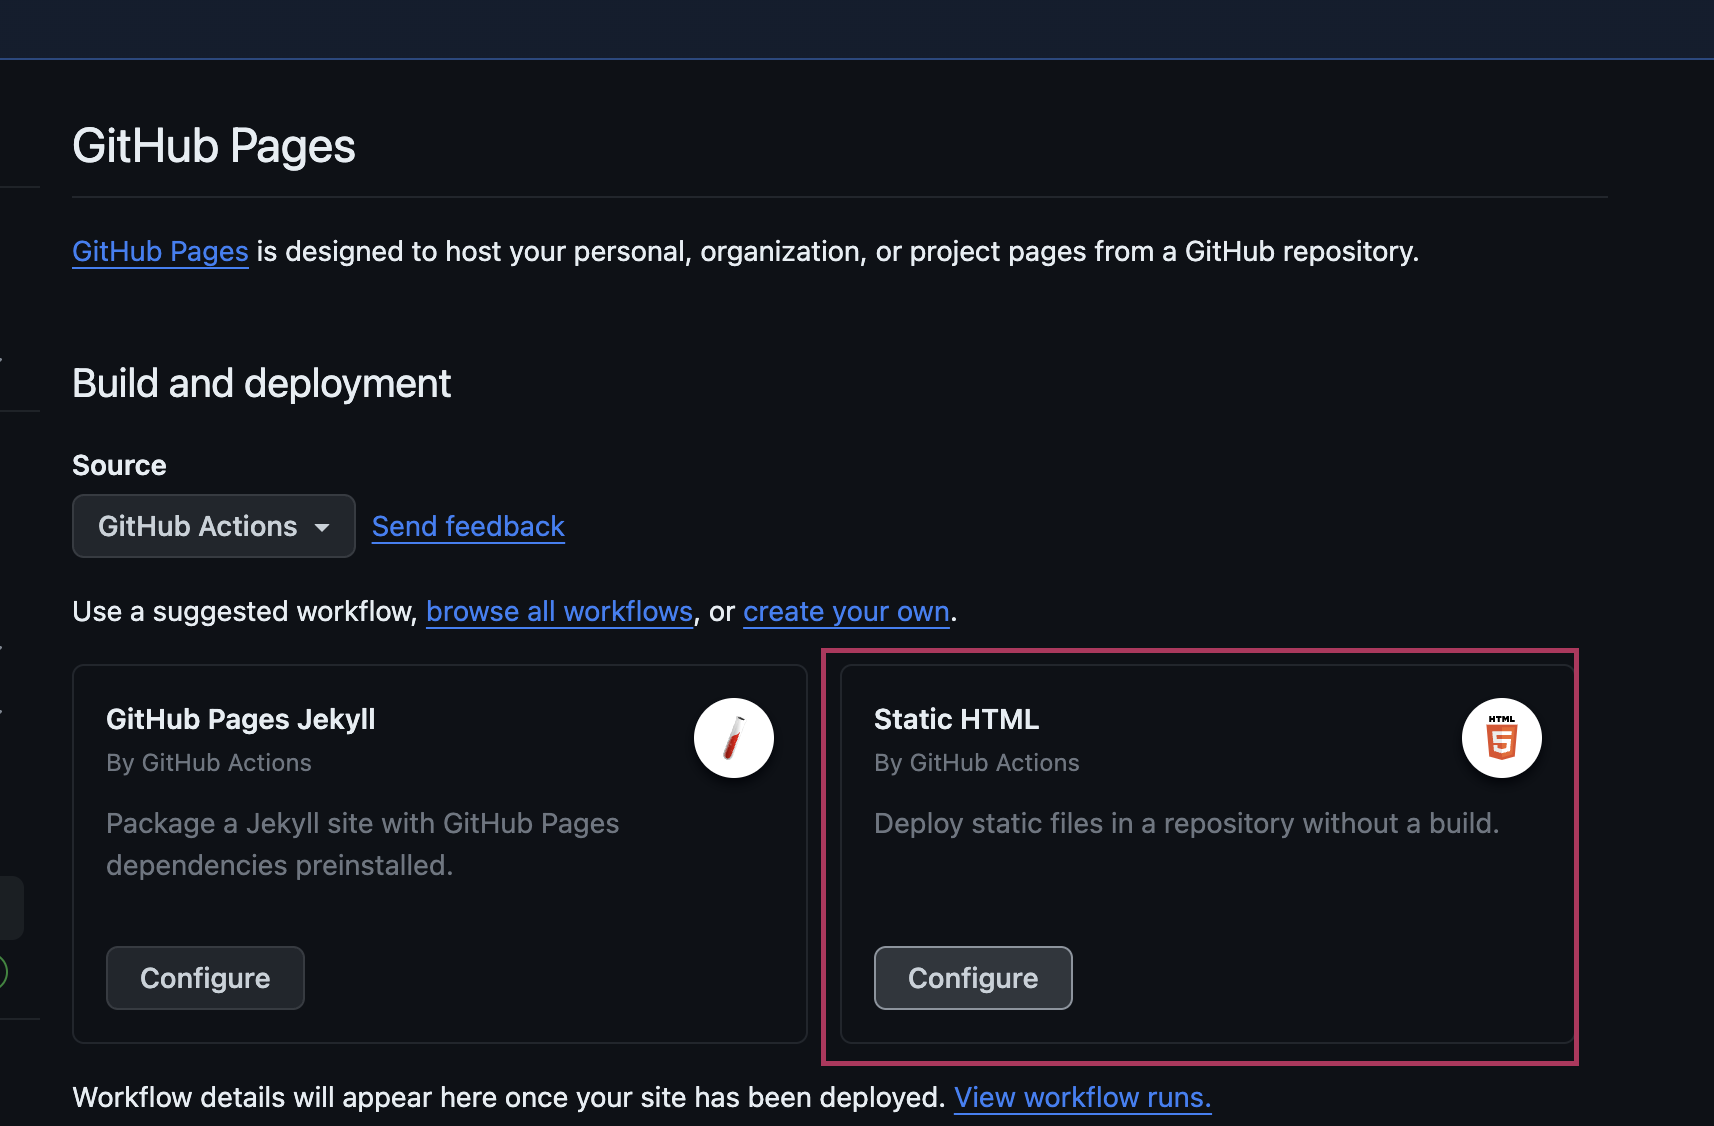 GitHub Pages
GitHub Pages is designed to host your personal, organization, or project pages from a GitHub repository.
Build and deployment
Source
GitHub Actions
Send feedback
Use a suggested workflow, browse all workflows, or create your own.
GitHub Pages Jekyll
By GitHub Actions
Package a Jekyll site with GitHub Pages
dependencies preinstalled.
Configure
Static HTML
By GitHub Actions
HTML
5
Deploy static files in a repository without a build.
Configure
Workflow details will appear here once your site has been deployed. View workflow runs.